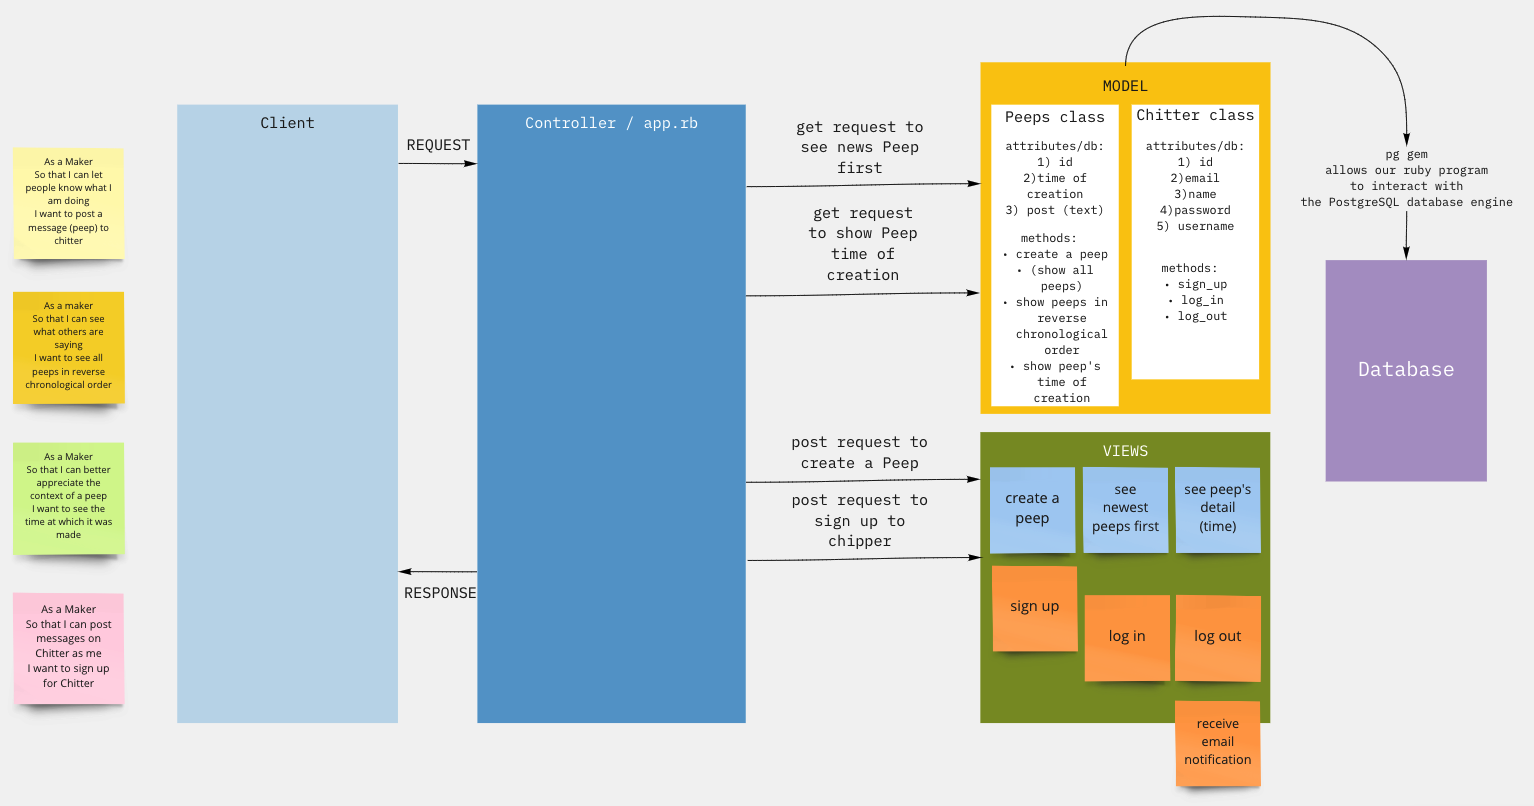 As a Maker
So that I can let
people know what I
am doing
I want to post a
message (peep) to
chitter
As a maker
So that I can see
what others are
saying
I want to see all
peeps in reverse
chronological order
As a Maker
So that I can better
appreciate the
context of a peep
I want to see the
time at which it was
made
As a Maker
So that I can post
messages on
Chitter as me
I want to sign up
for Chitter
Client
REQUEST
RESPONSE
Controller / app.rb
get request to
see news Peep
first
get request
to show Peep
time of
creation
post request to
create a Peep
post request to
sign up to
chipper
MODEL
Peeps class
attributes/db:
1) id
2)time of
creation
3) post (text)
methods:
• create a peep
• (show all
peeps)
• show peeps in
reverse
chronological
order
• show peep's
time of
creation
Chitter class
attributes/db:
1) id
2)email
3)name
4)password
5) username
methods:
• sign_up
• log_in
• log_out
VIEWS
create a
peep
see
newest
peeps first
see peep's
detail
(time)
sign up
log in
log out
receive
email
notification
pg gem
allows our ruby program
to interact with
the PostgreSQL database engine
Database